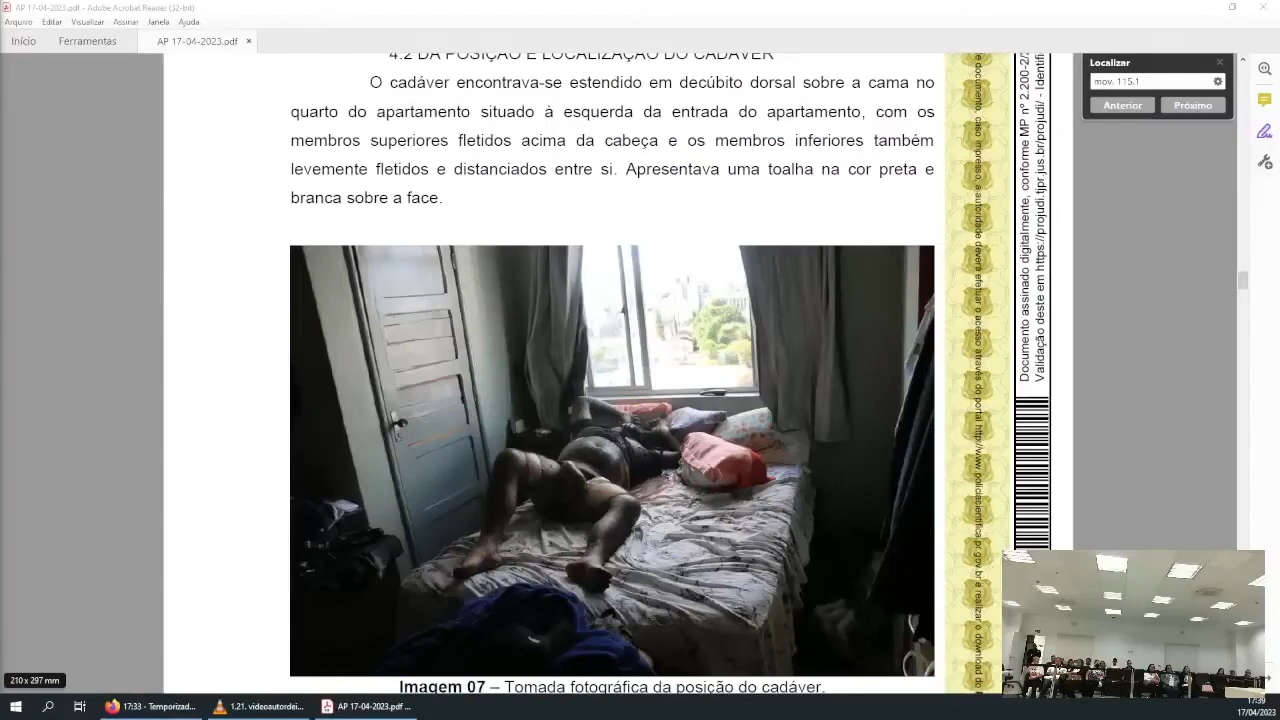 AP 17-04-2023.pdf - Adobe Acrobat Reader (32-bit)
Arquivo Editar Visualizar Assinar Janela Ajuda
Início Ferramentas AP 17-04-2023.pdf ×
4.2 DA POSIÇÃO E LOCALIZAÇÃO DO CADÁVER
O cadáver encontrava-se estendido em decúbito dorsal sobre a cama no
quarto do apartamento situado à esquerda da entrada do apartamento, com os
membros superiores fletidos acima da cabeça e os membros inferiores também
levemente fletidos e distanciados entre si. Apresentava uma toalha na cor preta e
branca sobre a face.
Imagem 07 – Tomada fotográfica da posição do cadáver.
Documento assinado digitalmente, conforme MP nº 2.200-2/
Validação deste em https://projudi.tjpr.jus.br/projudi/ - Identifi
Localizar
mov. 115.1
Anterior Próximo
210 x 297 mm
17:33 - Temporizad...
1.21. videoautordei...
AP 17-04-2023.pdf ...
17:39
17/04/2023